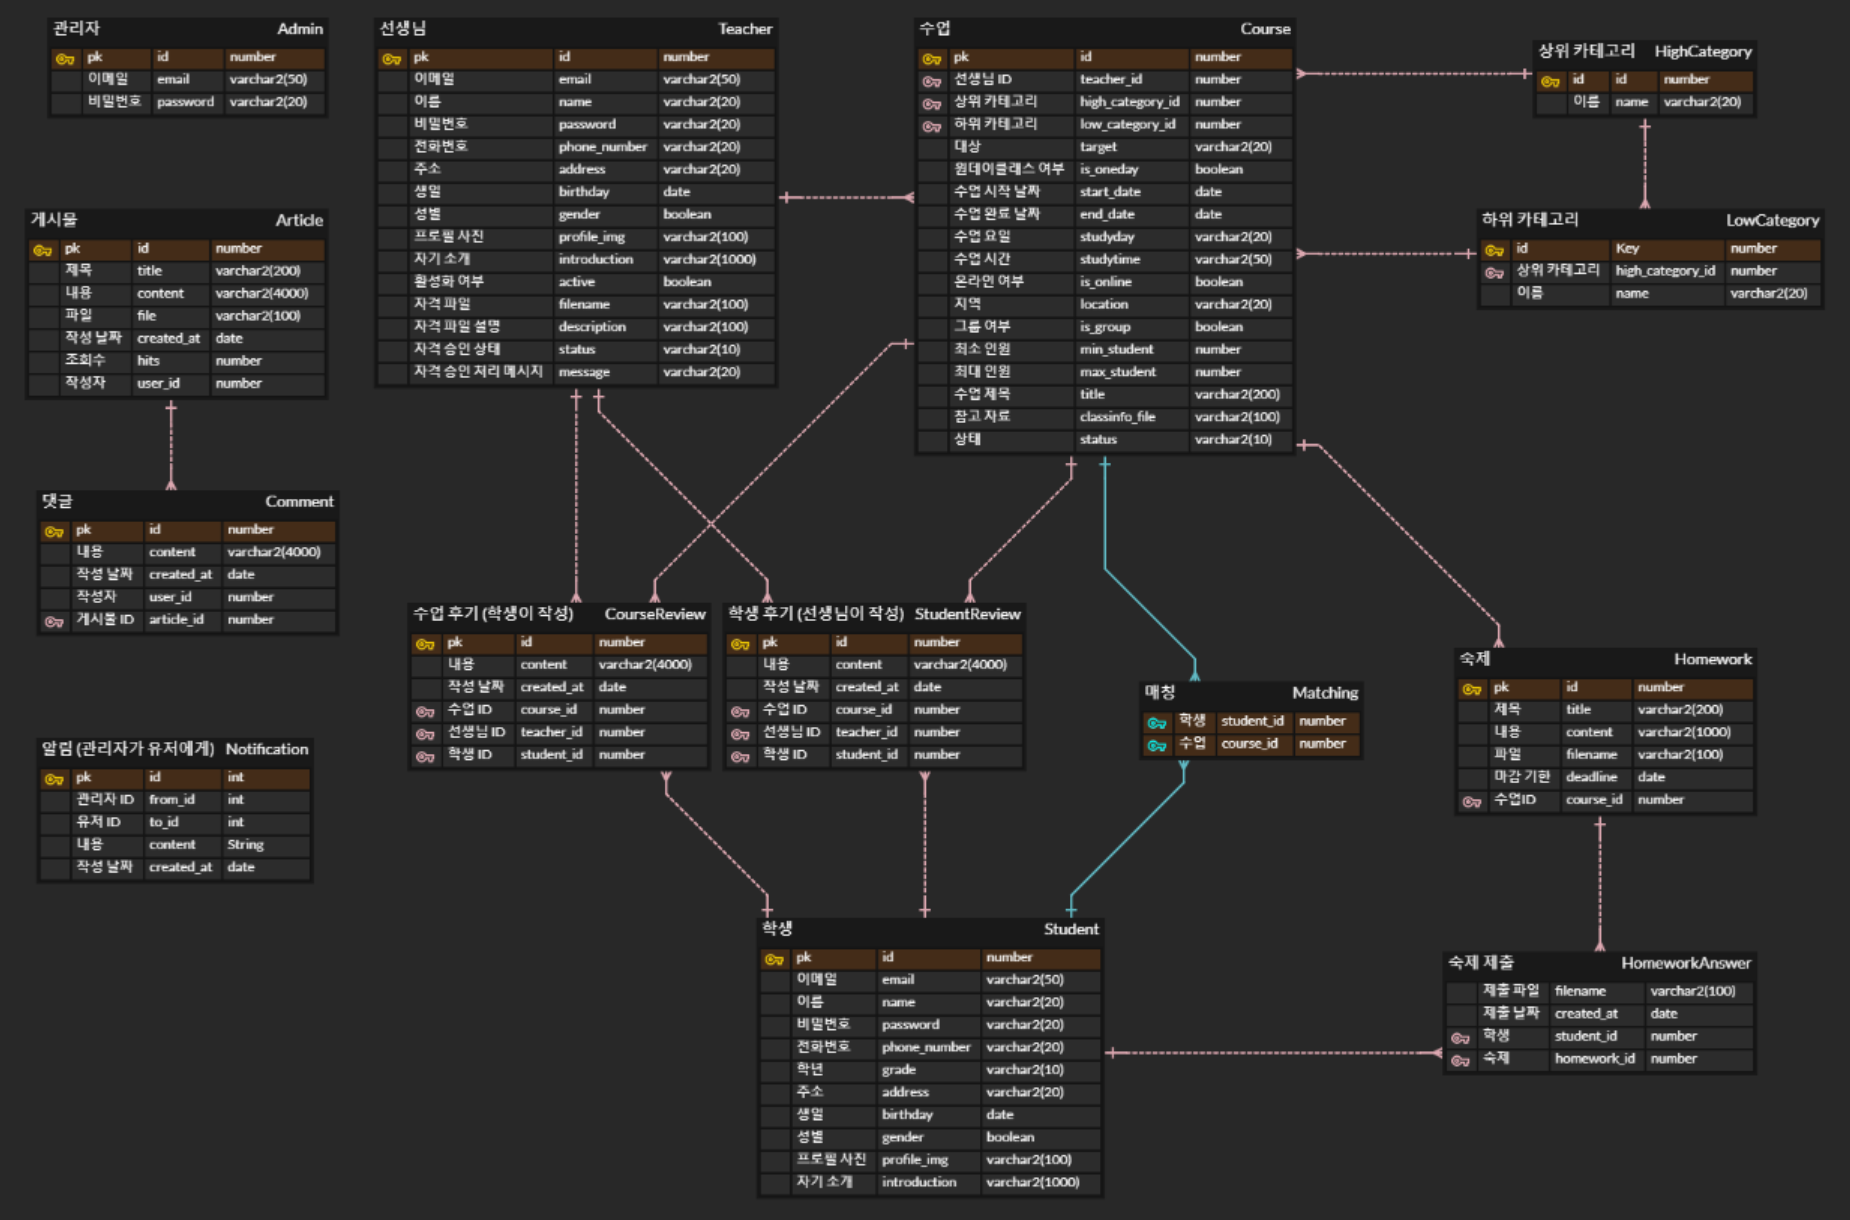 관리자 Admin
pk id number
이메일 email varchar2(50)
비밀번호 password varchar2(20)
선생님 Teacher
pk id number
이메일 email varchar2(50)
이름 name varchar2(20)
비밀번호 password varchar2(20)
전화번호 phone_number varchar2(20)
주소 address varchar2(20)
생일 birthday date
성별 gender boolean
프로필 사진 profile_img varchar2(100)
자기 소개 introduction varchar2(1000)
활성화 여부 active boolean
자격 파일 filename varchar2(100)
자격 파일 설명 description varchar2(100)
자격 승인 상태 status varchar2(10)
자격 승인 처리 메시지 message varchar2(20)
수업 Course
pk id number
선생님 ID teacher_id number
상위 카테고리 high_category_id number
하위 카테고리 low_category_id number
대상 target varchar2(20)
원데이클래스 여부 is_oneday boolean
수업 시작 날짜 start_date date
수업 완료 날짜 end_date date
수업 요일 studyday varchar2(20)
수업 시간 studytime varchar2(50)
온라인 여부 is_online boolean
지역 location varchar2(20)
그룹 여부 is_group boolean
최소 인원 min_student number
최대 인원 max_student number
수업 제목 title varchar2(200)
참고 자료 classinfo_file varchar2(100)
상태 status varchar2(10)
상위 카테고리 HighCategory
id id number
이름 name varchar2(20)
하위 카테고리 LowCategory
id Key number
상위 카테고리 high_category_id number
이름 name varchar2(20)
게시물 Article
pk id number
제목 title varchar2(200)
내용 content varchar2(4000)
파일 file varchar2(100)
작성 날짜 created_at date
조회수 hits number
작성자 user_id number
댓글 Comment
pk id number
내용 content varchar2(4000)
작성 날짜 created_at date
작성자 user_id number
게시물 ID article_id number
수업 후기 (학생이 작성) CourseReview
pk id number
내용 content varchar2(4000)
작성 날짜 created_at date
수업 ID course_id number
선생님 ID teacher_id number
학생 ID student_id number
학생 후기 (선생님이 작성) StudentReview
pk id number
내용 content varchar2(4000)
작성 날짜 created_at date
수업 ID course_id number
선생님 ID teacher_id number
학생 ID student_id number
매칭 Matching
학생 student_id number
수업 course_id number
숙제 Homework
pk id number
제목 title varchar2(200)
내용 content varchar2(1000)
파일 filename varchar2(100)
마감 기한 deadline date
수업ID course_id number
알림 (관리자가 유저에게) Notification
pk id int
관리자 ID from_id int
유저 ID to_id int
내용 content String
작성 날짜 created_at date
학생 Student
pk id number
이메일 email varchar2(50)
이름 name varchar2(20)
비밀번호 password varchar2(20)
전화번호 phone_number varchar2(20)
학년 grade varchar2(10)
주소 address varchar2(20)
생일 birthday date
성별 gender boolean
프로필 사진 profile_img varchar2(100)
자기 소개 introduction varchar2(1000)
숙제 제출 HomeworkAnswer
제출 파일 filename varchar2(100)
제출 날짜 created_at date
학생 student_id number
숙제 homework_id number